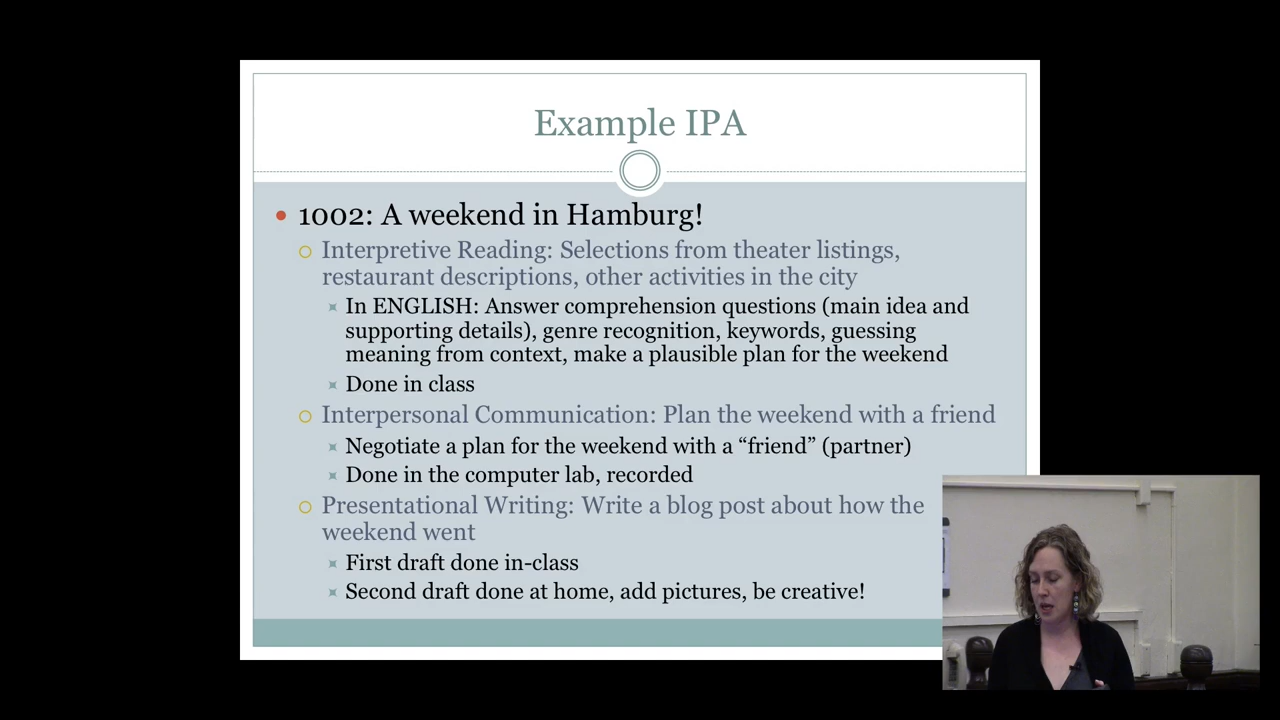 Example IPA
1002: A weekend in Hamburg!
Interpretive Reading: Selections from theater listings,
restaurant descriptions, other activities in the city
In ENGLISH: Answer comprehension questions (main idea and
supporting details), genre recognition, keywords, guessing
meaning from context, make a plausible plan for the weekend
Done in class
Interpersonal Communication: Plan the weekend with a friend
Negotiate a plan for the weekend with a “friend” (partner)
Done in the computer lab, recorded
Presentational Writing: Write a blog post about how the
weekend went
First draft done in-class
Second draft done at home, add pictures, be creative!